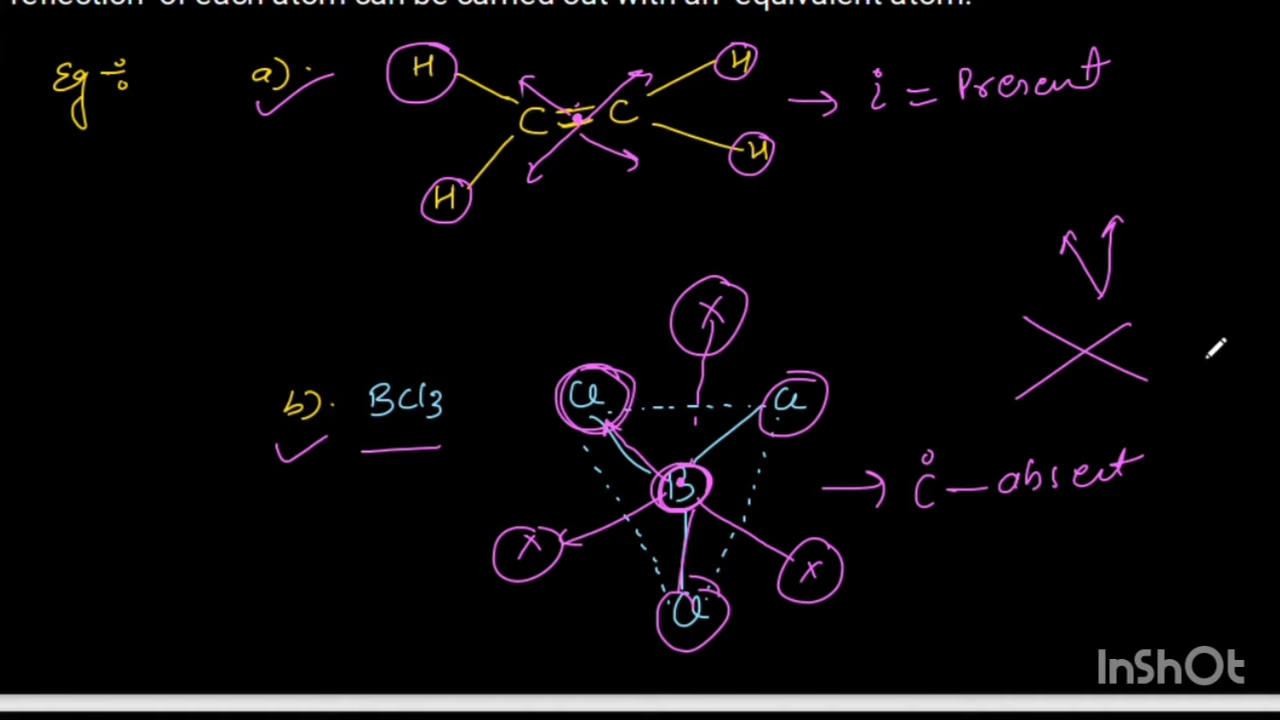 reflection of each atom can be carried out with an equivalent atom.
Eg ÷ a). H H
C = C → i = Present
H H
X
b). BCl3 Cl Cl
B → i — absent
X X
Cl
InShOt